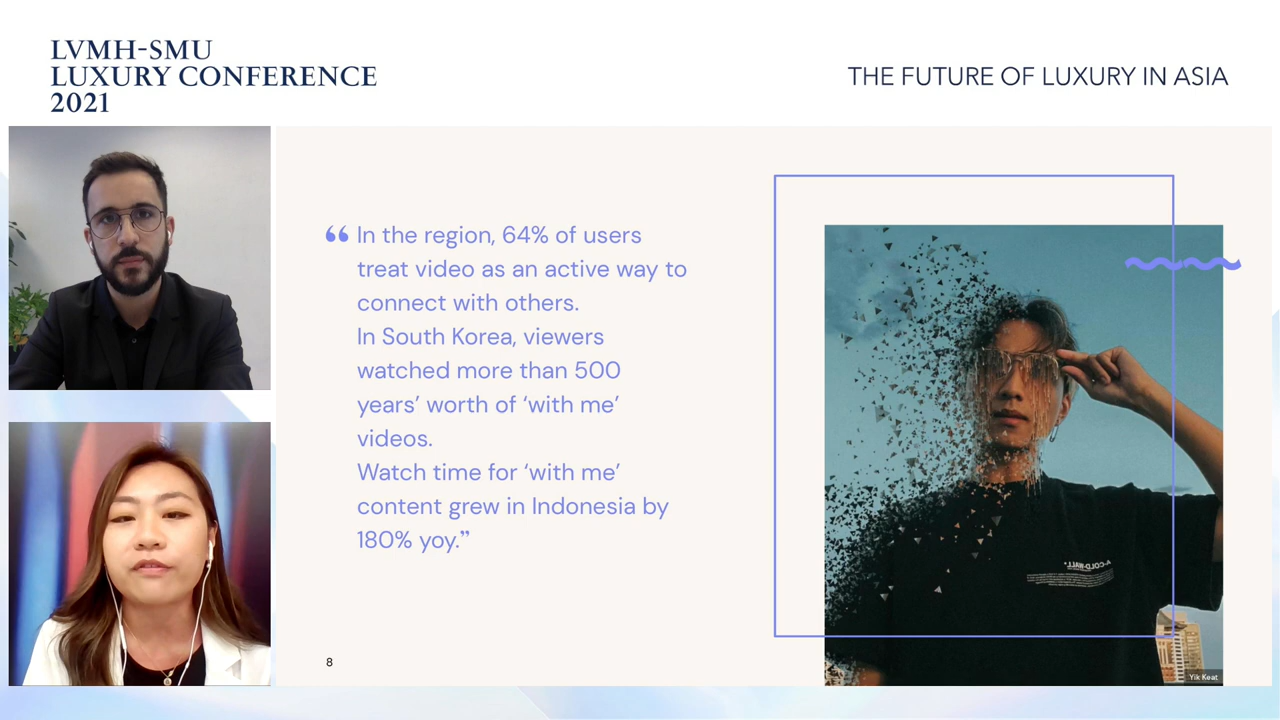 LVMH-SMU
LUXURY CONFERENCE
2021
THE FUTURE OF LUXURY IN ASIA
“ In the region, 64% of users
treat video as an active way to
connect with others.
In South Korea, viewers
watched more than 500
years’ worth of ‘with me’
videos.
Watch time for ‘with me’
content grew in Indonesia by
180% yoy.”
A-COLD-WALL*
8
Yik Keat